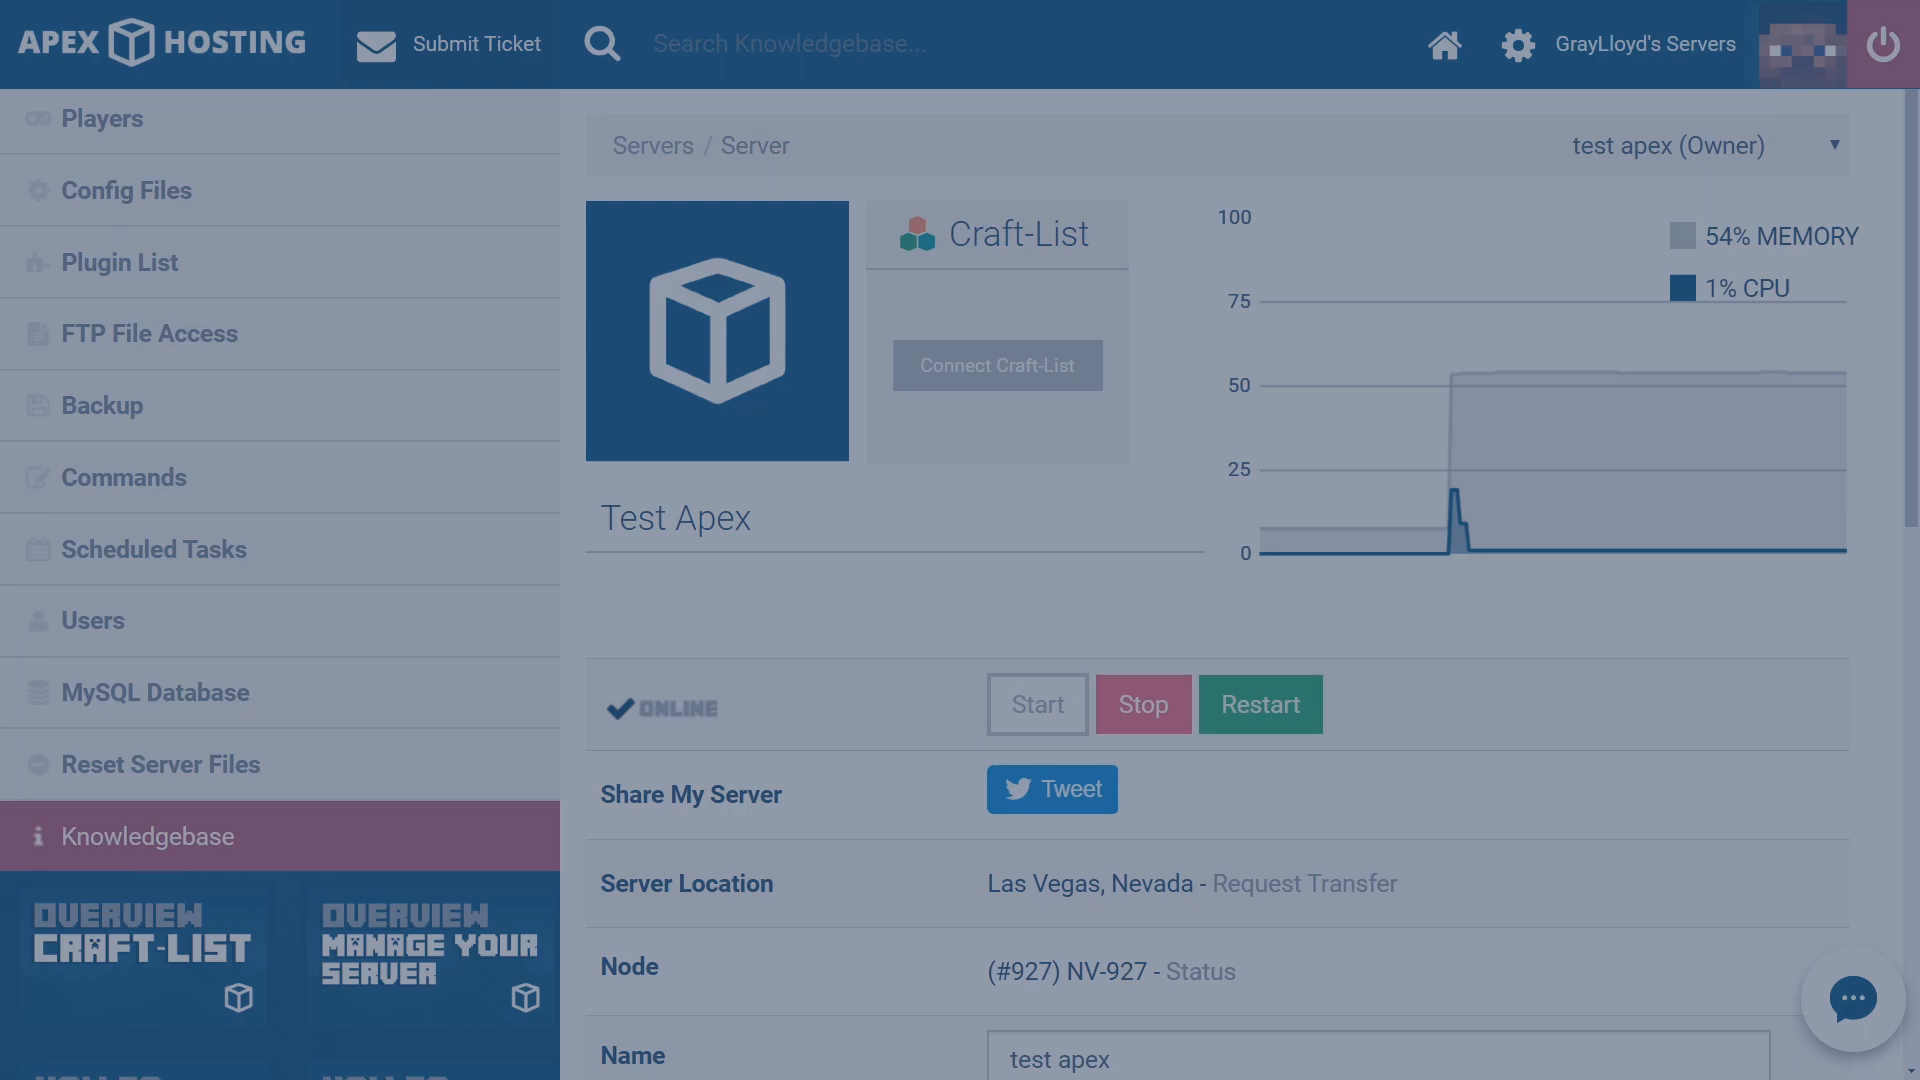 APEX HOSTING
Submit Ticket
Search Knowledgebase...
GrayLloyd's Servers
Players
Config Files
Plugin List
FTP File Access
Backup
Commands
Scheduled Tasks
Users
MySQL Database
Reset Server Files
Knowledgebase
OVERVIEW
CRAFT-LIST
OVERVIEW
MANAGE YOUR
SERVER
Servers / Server
test apex (Owner)
Craft-List
Connect Craft-List
100
75
50
25
0
54% MEMORY
1% CPU
Test Apex
ONLINE
Start
Stop
Restart
Share My Server
Tweet
Server Location
Las Vegas, Nevada - Request Transfer
Node
(#927) NV-927 - Status
Name
test apex